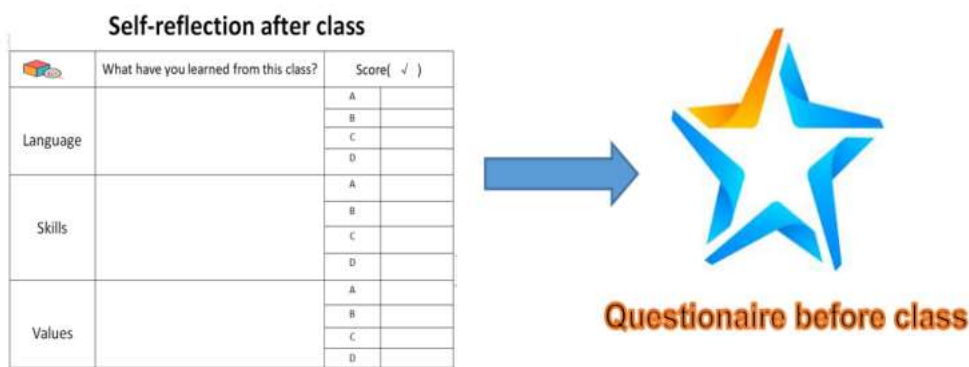 Self-reflection after class
What have you learned from this class? Score( √ )
Language
A
B
C
D
Skills
A
B
C
D
Values
A
B
C
D
Questionaire before class